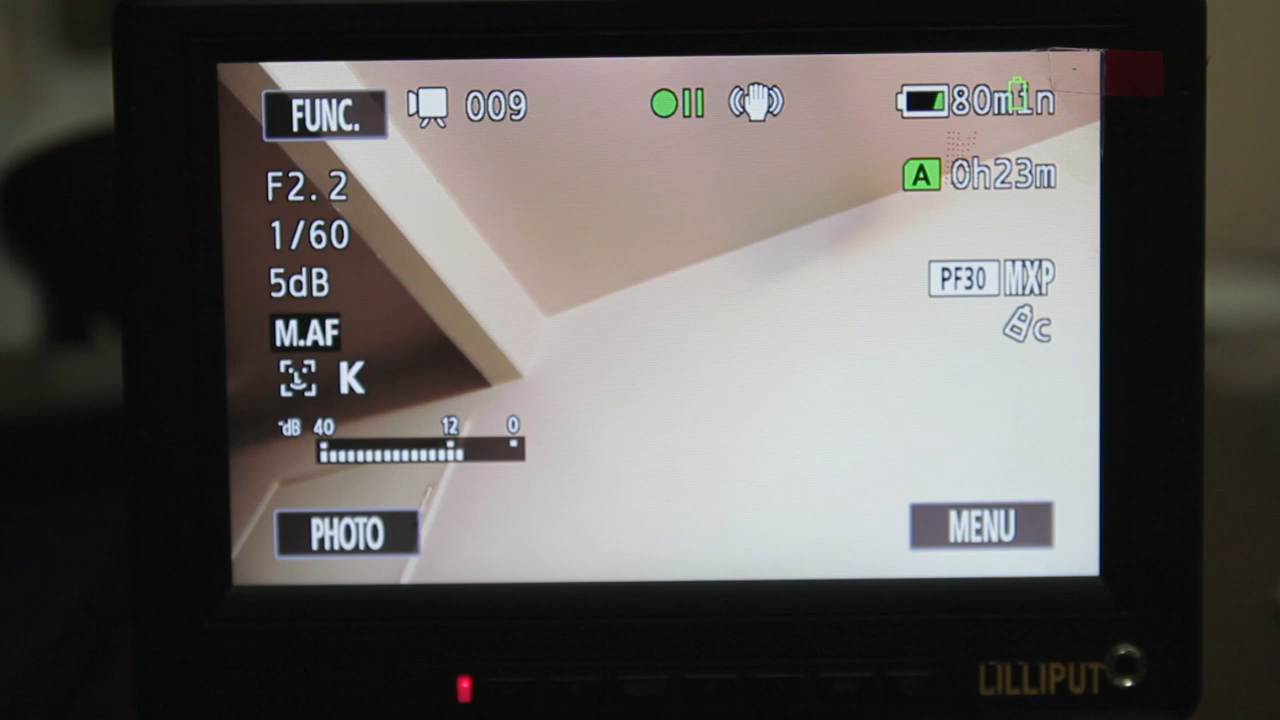 FUNC. 009 80min
F2.2 A 0h23m
1/60
5dB PF30 MXP
M.AF C
K
-dB 40 12 0
PHOTO MENU
LILLIPUT